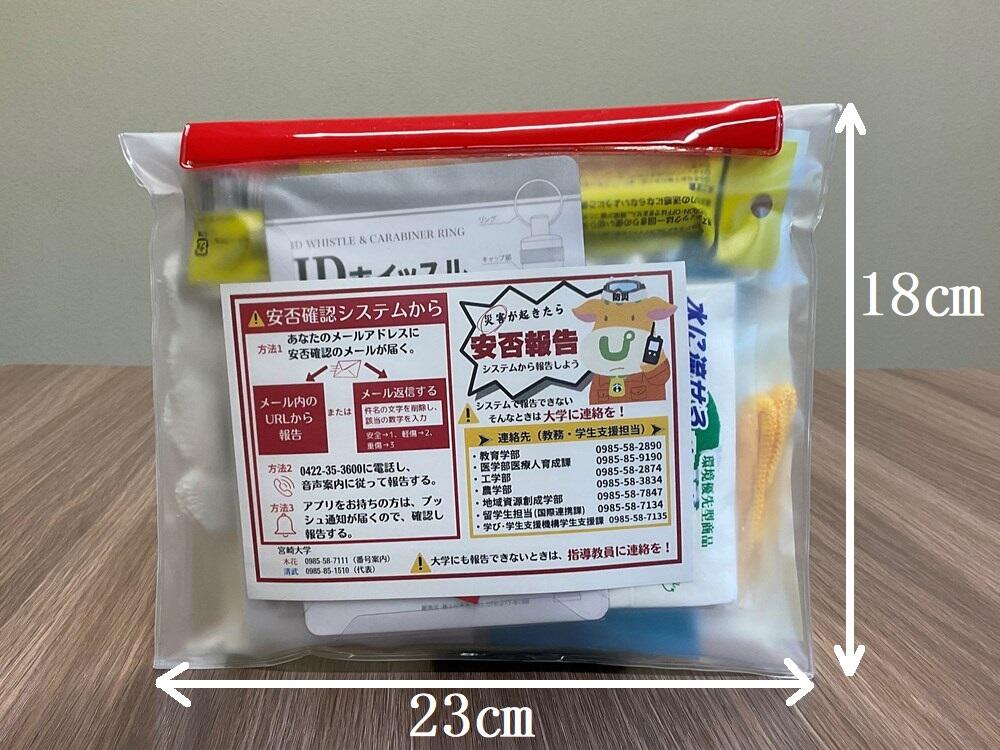 ID WHISTLE & CARABINER RING
リング
キャップ部
IDホイッスル
安否確認システムから
方法1
あなたのメールアドレスに
安否確認のメールが届く。
メール内の
URLから
報告
または
メール返信する
件名の文字を削除し、
該当の数字を入力
安全→1、軽傷→2、
重傷→3
方法2
0422-35-3600に電話し、
音声案内に従って報告する。
方法3
アプリをお持ちの方は、プッ
シュ通知が届くので、確認し
報告する。
宮崎大学
木花 0985-58-7111（番号案内）
清武 0985-85-1510（代表）
防災
災害が起きたら
安否報告
システムから報告しよう
システムで報告できない
そんなときは大学に連絡を！
連絡先（教務・学生支援担当）
・教育学部 0985-58-2890
・医学部医療人育成課 0985-85-9190
・工学部 0985-58-2874
・農学部 0985-58-3834
・地域資源創成学部 0985-58-7847
・留学生担当(国際連携課) 0985-58-7134
・学び・学生支援機構学生支援課 0985-58-7135
大学にも報告できないときは、指導教員に連絡を！
水に流せる
環境優先型商品
18cm
23cm